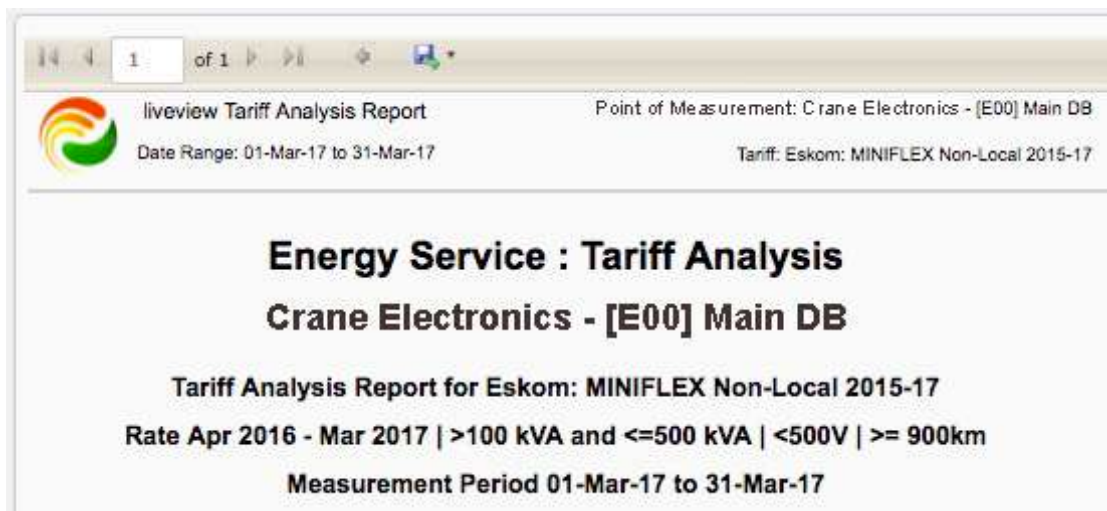 1 of 1
liveview Tariff Analysis Report
Point of Measurement: Crane Electronics - [E00] Main DB
Date Range: 01-Mar-17 to 31-Mar-17
Tariff: Eskom: MINIFLEX Non-Local 2015-17
Energy Service : Tariff Analysis
Crane Electronics - [E00] Main DB
Tariff Analysis Report for Eskom: MINIFLEX Non-Local 2015-17
Rate Apr 2016 - Mar 2017 | >100 kVA and <=500 kVA | <500V | >= 900km
Measurement Period 01-Mar-17 to 31-Mar-17